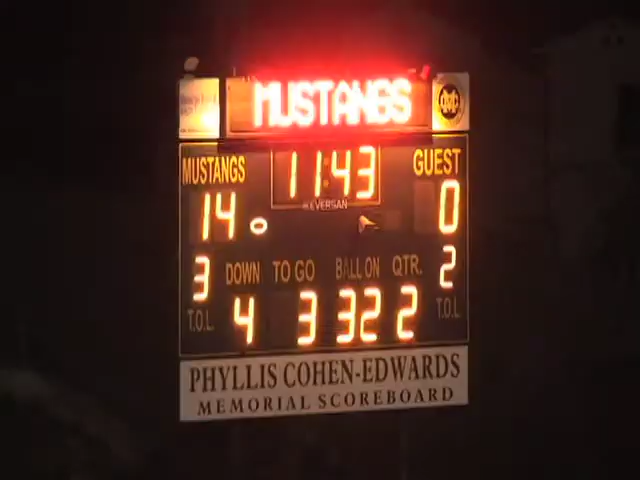 MUSTANGS
MUSTANGS 11:43 GUEST
EVERSAN
14 0
3 DOWN TO GO BALL ON QTR. 2
T.O.L. 4 3 32 2 T.O.L.
PHYLLIS COHEN-EDWARDS
MEMORIAL SCOREBOARD